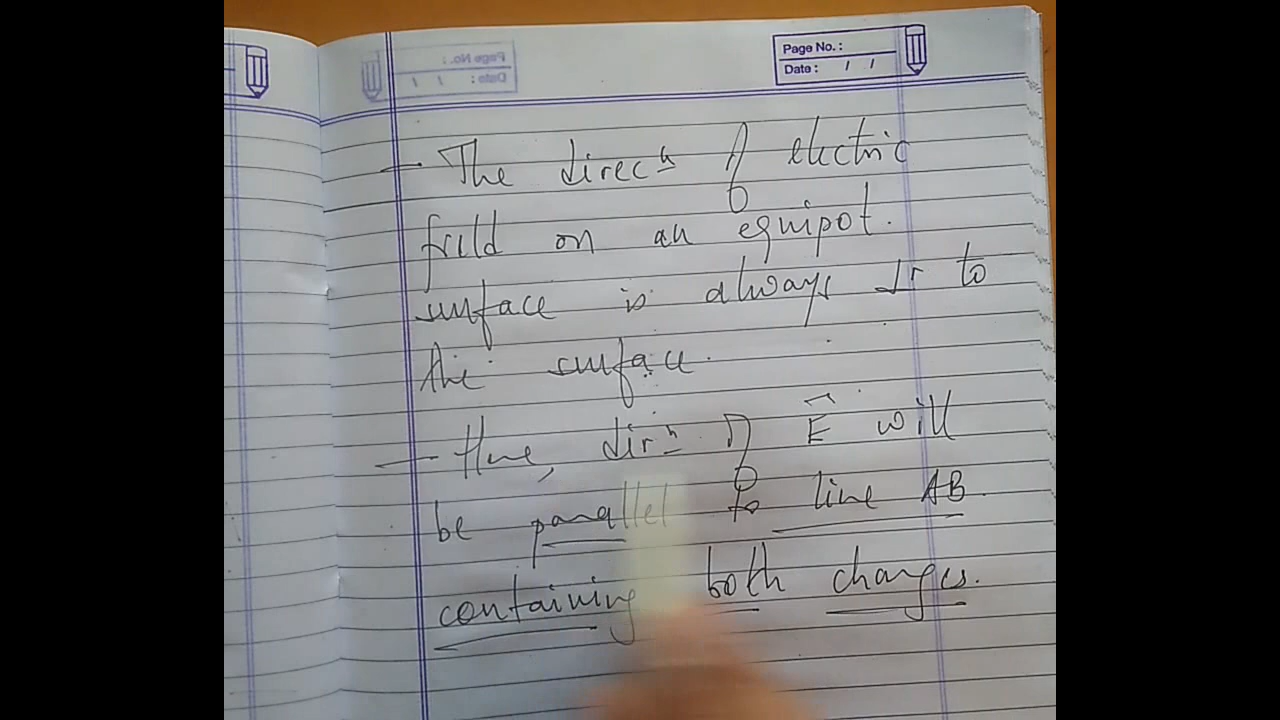 Page No. :
Date : / /
— The direcⁿ of electric
field on an equipot.
surface is always ⊥r to
the surface.
— Here, dirⁿ of E⃗ will
be parallel to line AB
containing both charges.